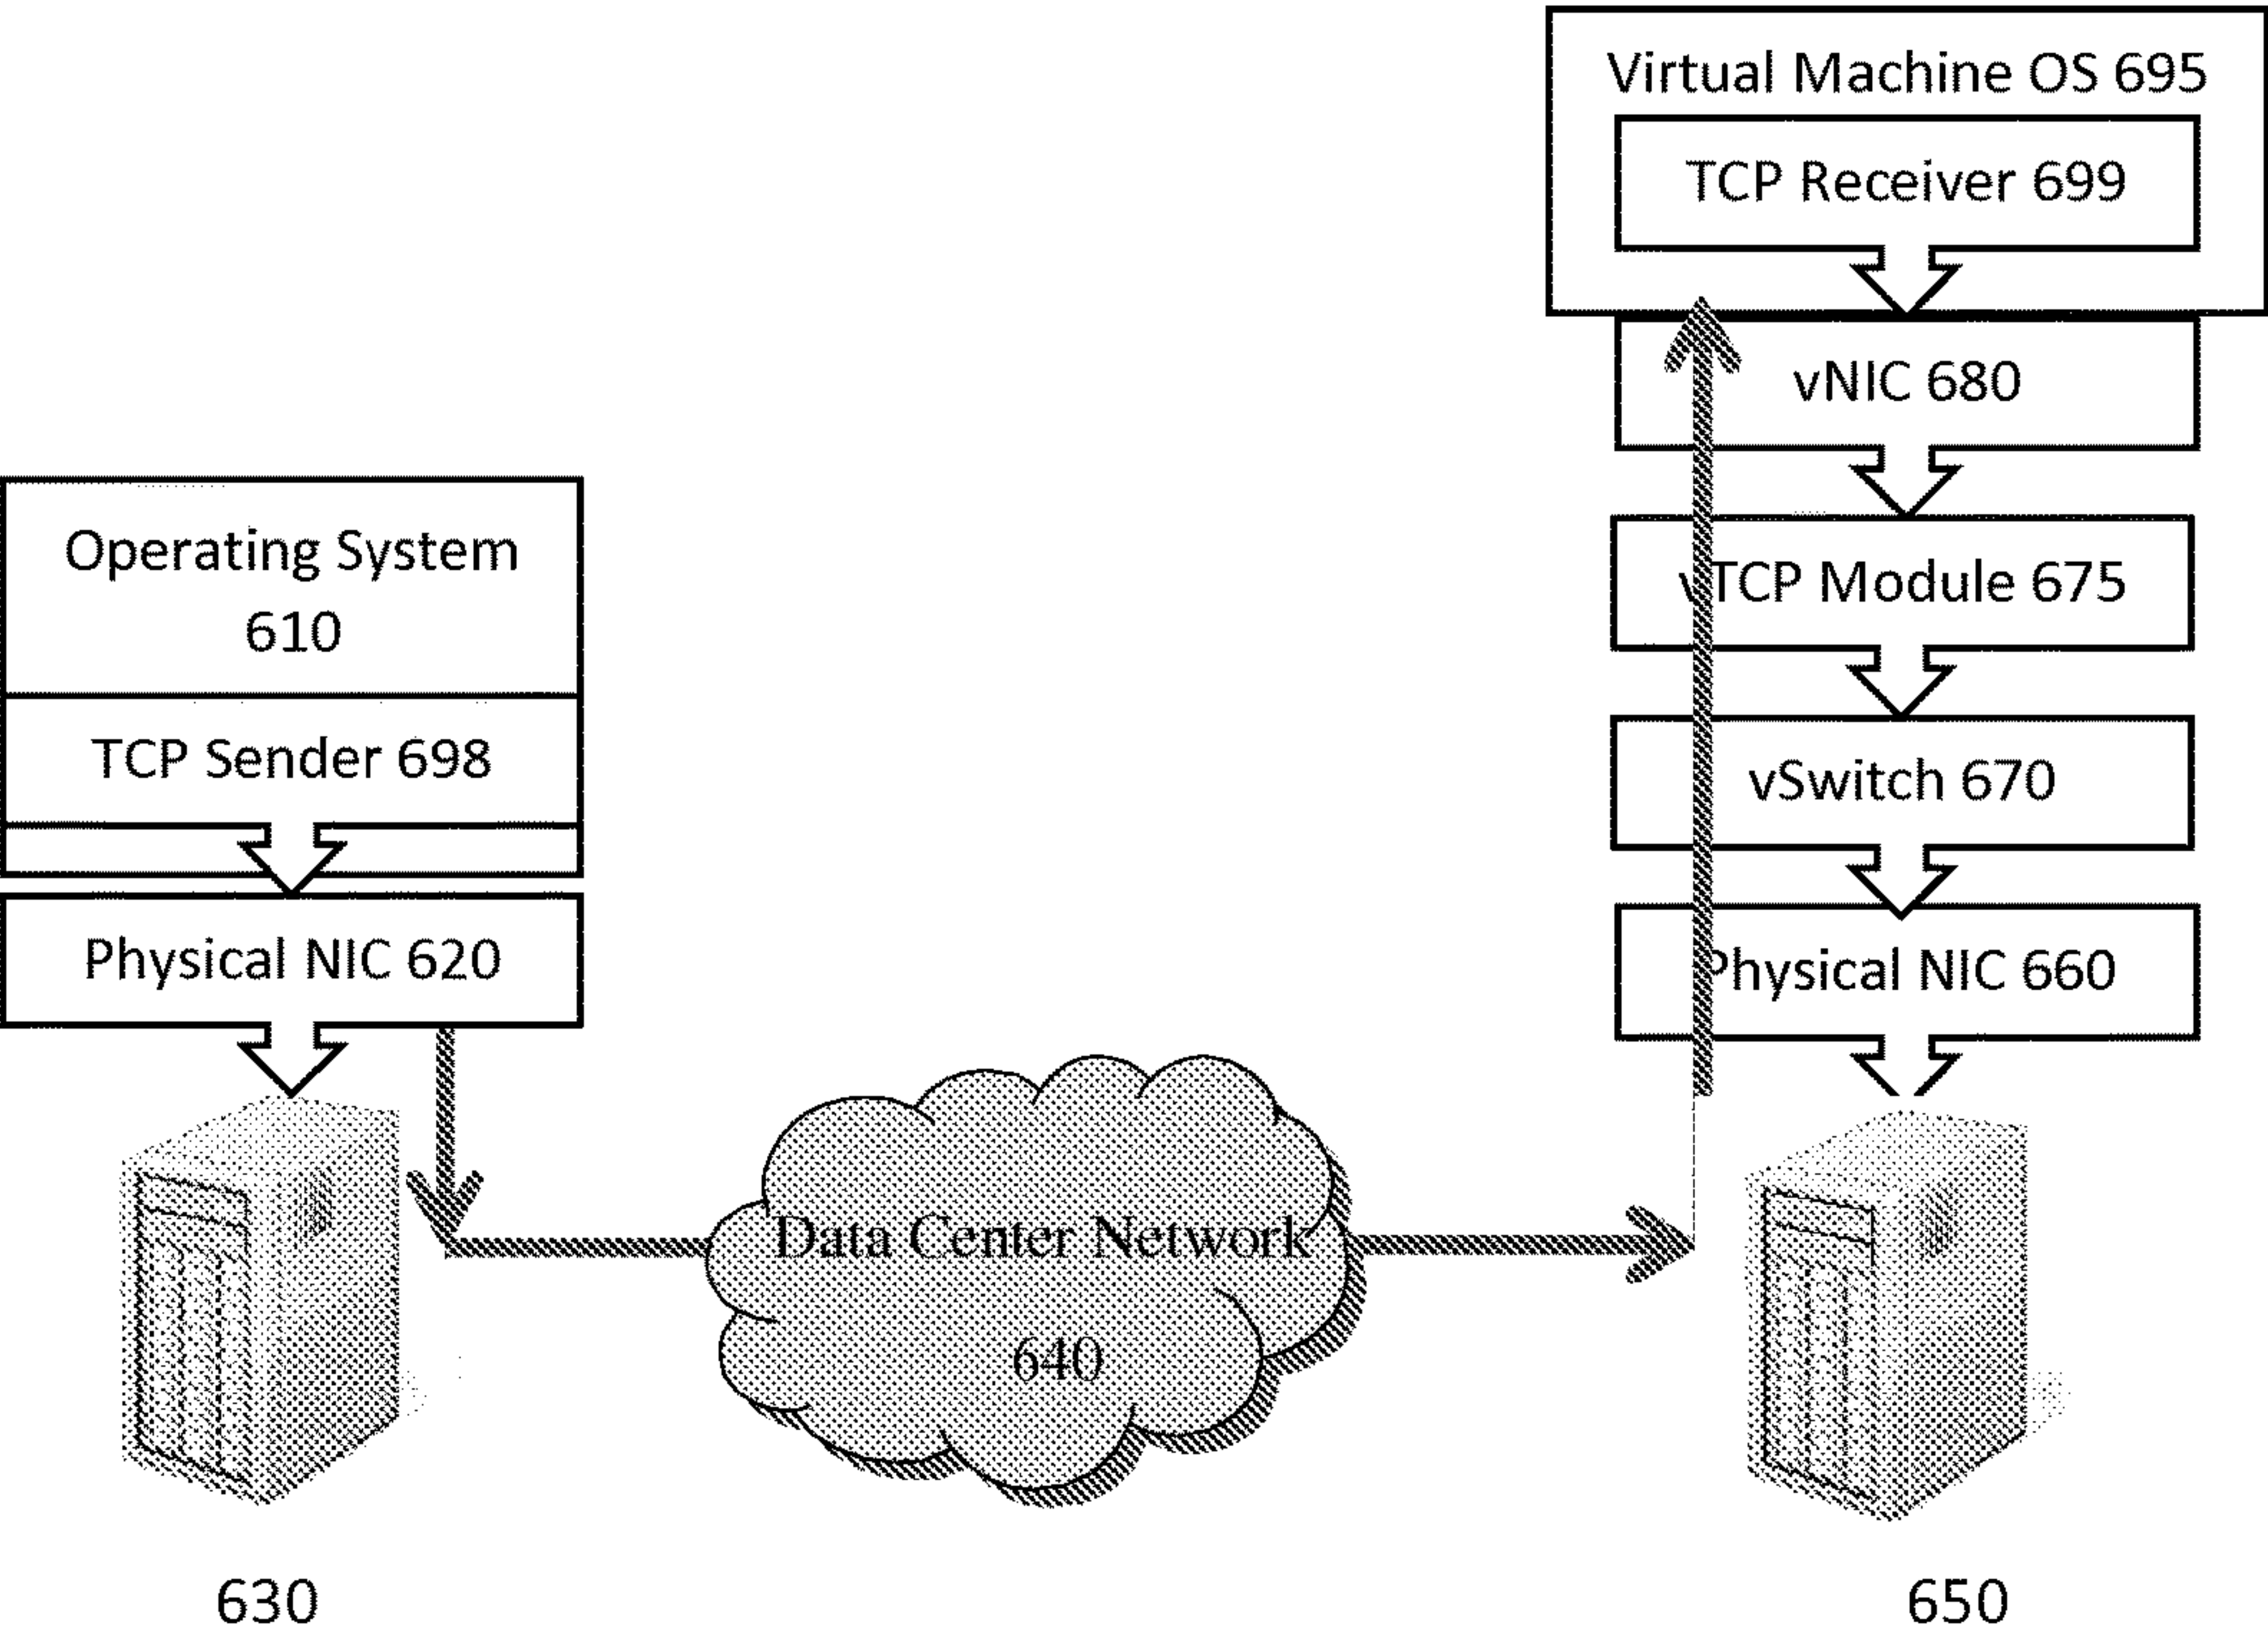 Virtual Machine OS 695
TCP Receiver 699
vNIC 680
vTCP Module 675
vSwitch 670
Physical NIC 660
Operating System
610
TCP Sender 698
Physical NIC 620
Data Center Network
640
630
650